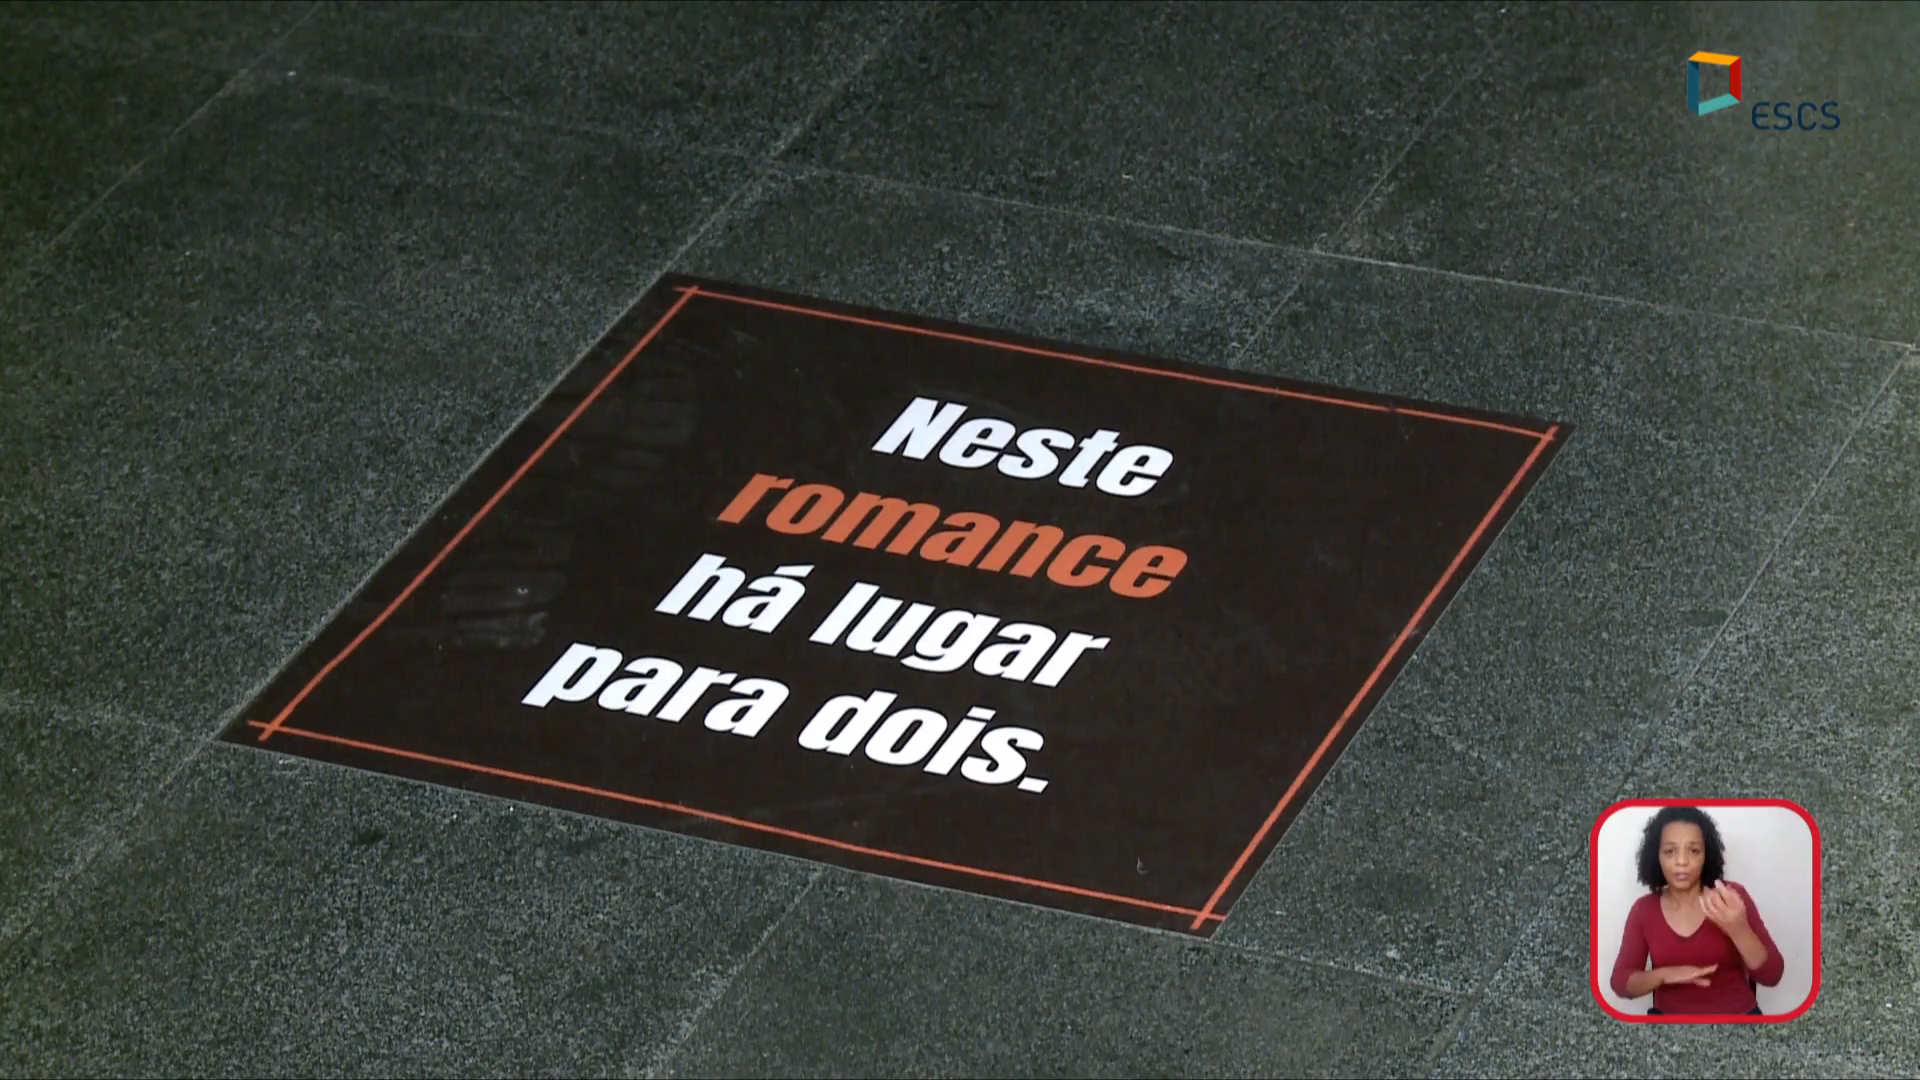 ESCS
Neste
romance
há lugar
para dois.